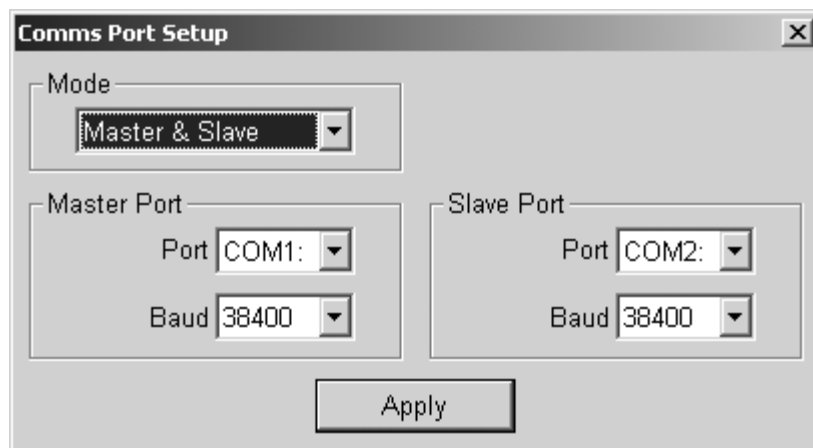 Comms Port Setup
Mode
Master & Slave
Master Port
Port COM1:
Baud 38400
Slave Port
Port COM2:
Baud 38400
Apply